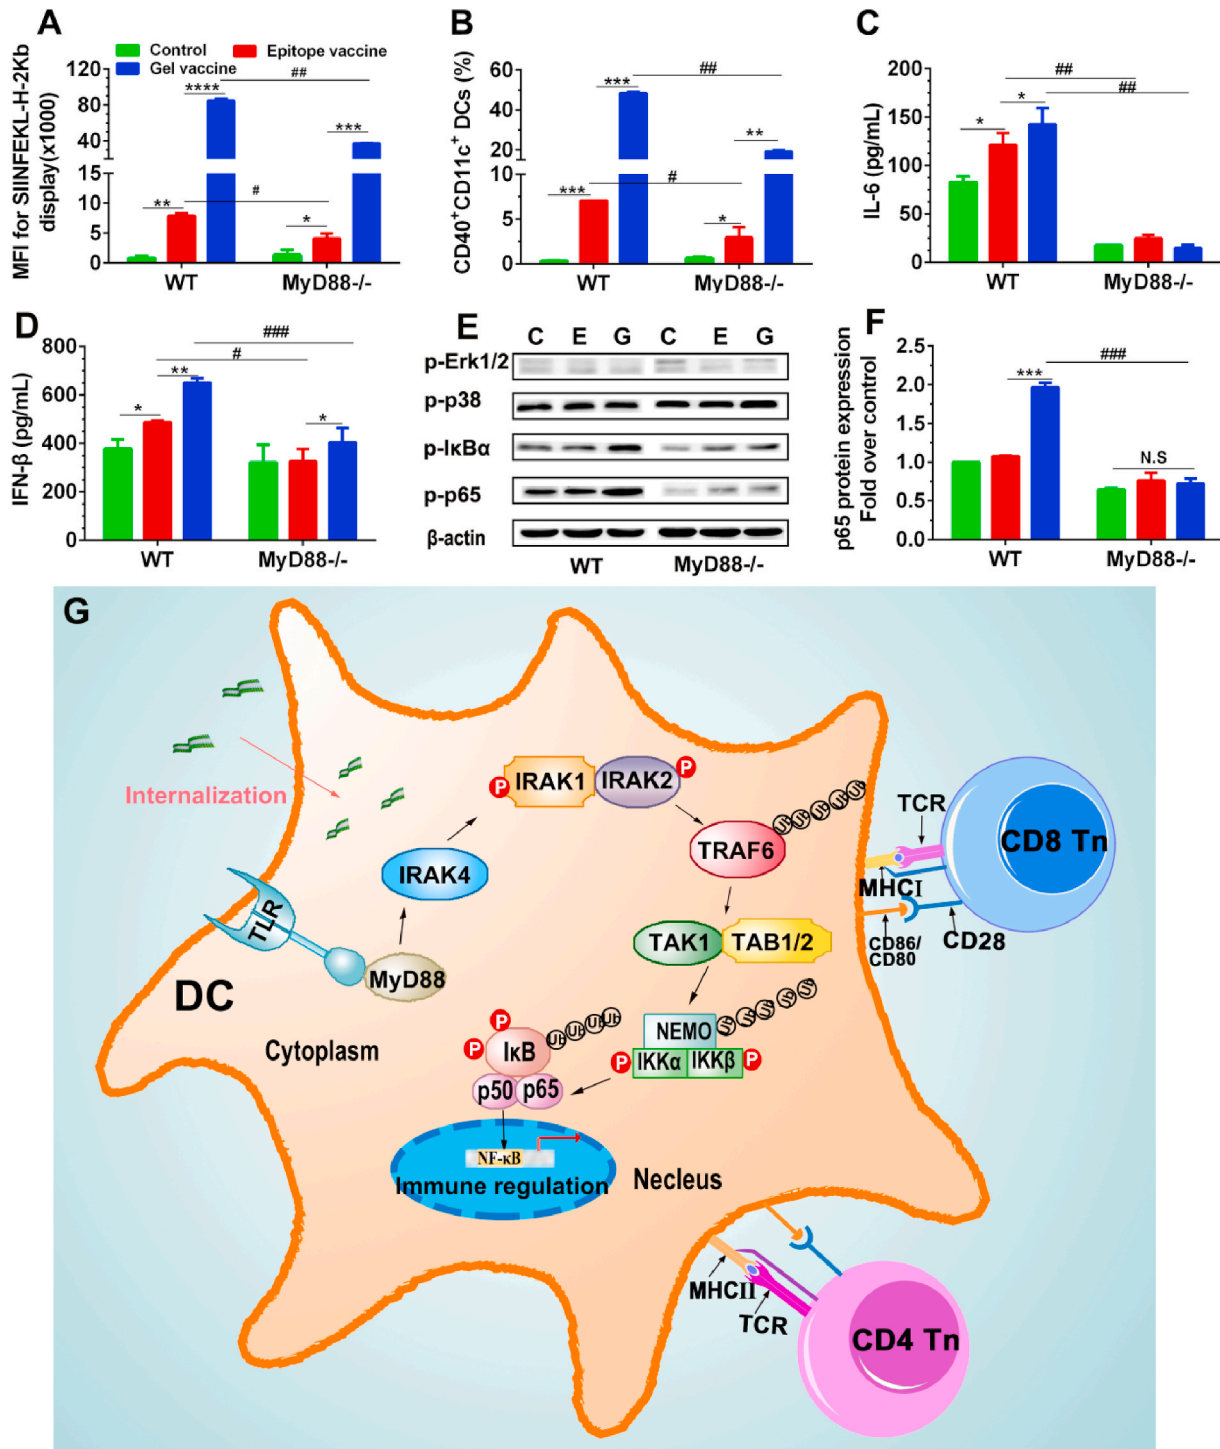 A
Control
Epitope vaccine
Gel vaccine
MFI for SIINFEKL-H-2Kb
display(x1000)
120
80
40
15
10
5
0
**
****
#
##
*
***
WT
MyD88-/-
B
CD40+CD11c+ DCs (%)
60
40
20
10
5
0
***
***
#
##
*
**
WT
MyD88-/-
C
IL-6 (pg/mL)
200
150
100
50
0
*
*
##
##
WT
MyD88-/-
D
IFN-β (pg/mL)
800
600
400
200
0
*
**
#
###
*
WT
MyD88-/-
E
C E G C E G
p-Erk1/2
p-p38
p-IκBα
p-p65
β-actin
WT MyD88-/-
F
p65 protein expression
Fold over control
2.5
2.0
1.5
1.0
0.5
0.0
***
###
N.S
WT
MyD88-/-
G
Internalization
P
IRAK1
IRAK2
P
TRAF6
TCR
CD8 Tn
IRAK4
MHCI
TLR
TAK1
TAB1/2
CD86/
CD80
CD28
MyD88
DC
Cytoplasm
P
P
IκB
Ub Ub Ub Ub
NEMO
P
IKKα
IKKβ
P
p50
p65
NF-κB
Immune regulation
Necleus
MHCII
TCR
CD4 Tn